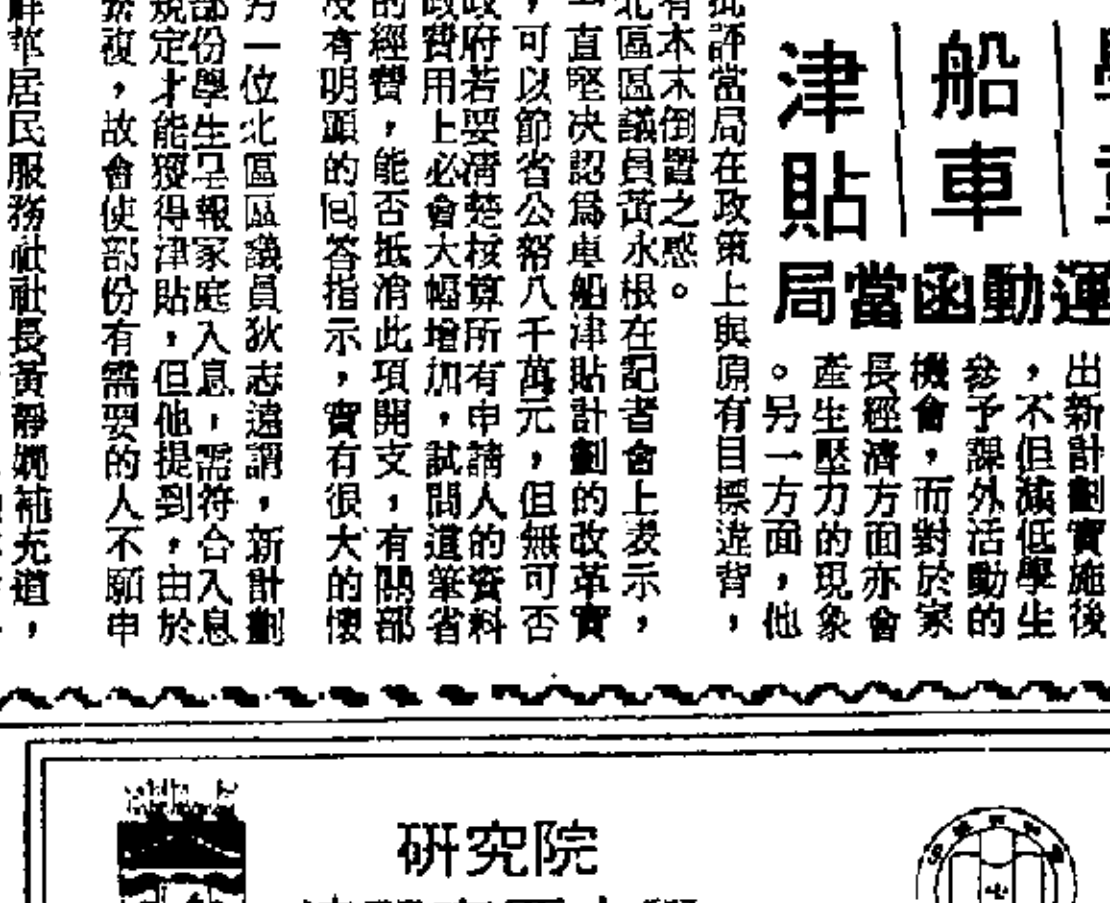 船車
津貼
運動函當局
出新計劃實施後
，不但減低學生
參予課外活動的
機會，而對於家
長經濟方面亦會
產生壓力的現象
。另一方面，他
批評當局在政策上與原有目標違背，
有本末倒置之感。
北區區議員黃永根在記者會上表示，
一直堅決認爲車船津貼計劃的改革實
，可以節省公帑八千萬元，但無可否
政府若要清楚核算所有申請人的資料
政費用上必會大幅增加，試問這筆省
的經費，能否抵消此項開支，有關部
沒有明顯的回答指示，實有很大的懷
另一位北區區議員狄志遠謂，新計劃
部份學生呈報家庭入息，需符合入息
規定才能獲得津貼，但他提到，由於
繁複，故會使部份有需要的人不願申
居民服務社社長黃靜嫻補充道，
研究院